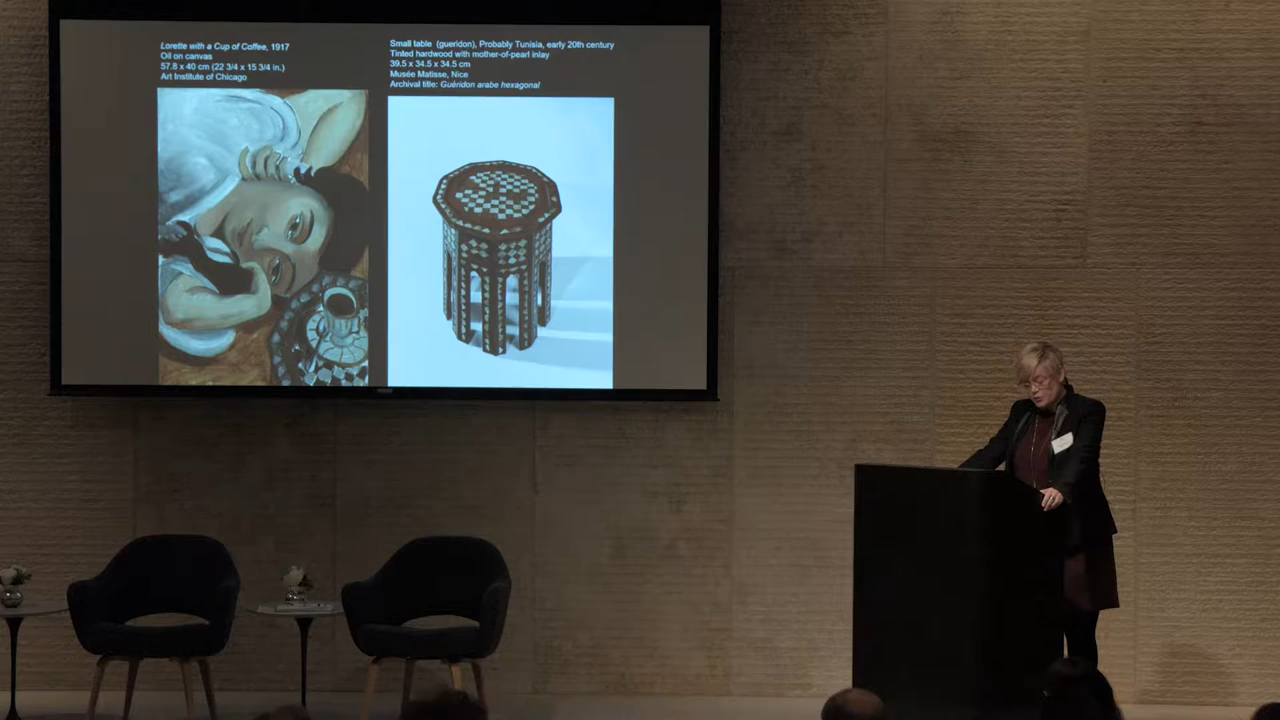 Lorette with a Cup of Coffee, 1917
Oil on canvas
57.8 x 40 cm (22 3/4 x 15 3/4 in.)
Art Institute of Chicago
Small table (gueridon), Probably Tunisia, early 20th century
Tinted hardwood with mother-of-pearl inlay
39.5 x 34.5 x 34.5 cm
Musée Matisse, Nice
Archival title: Guéridon arabe hexagonal